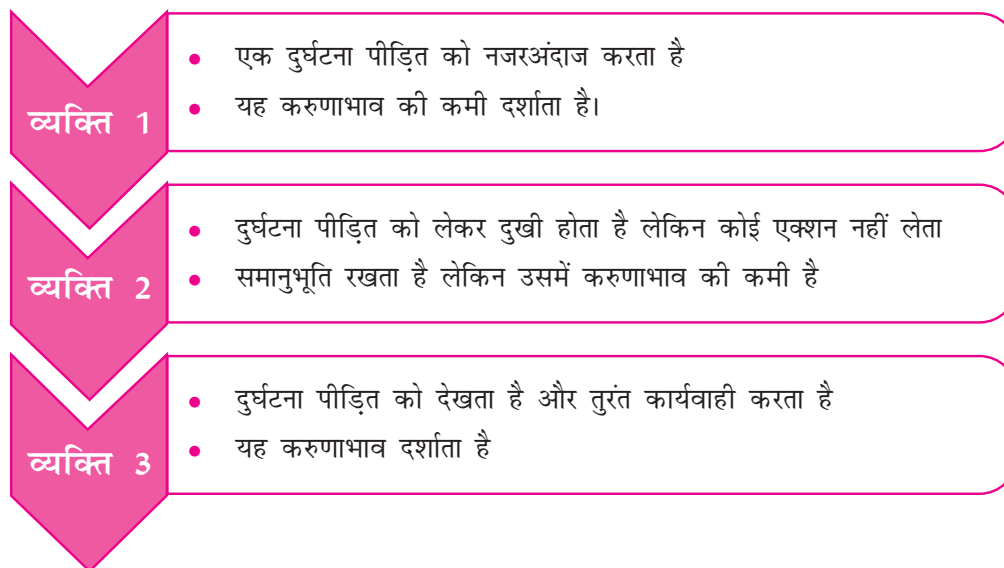 व्यक्ति 1
• एक दुर्घटना पीड़ित को नजरअंदाज करता है
• यह करुणाभाव की कमी दर्शाता है।
व्यक्ति 2
• दुर्घटना पीड़ित को लेकर दुखी होता है लेकिन कोई एक्शन नहीं लेता
• समानुभूति रखता है लेकिन उसमें करुणाभाव की कमी है
व्यक्ति 3
• दुर्घटना पीड़ित को देखता है और तुरंत कार्यवाही करता है
• यह करुणाभाव दर्शाता है